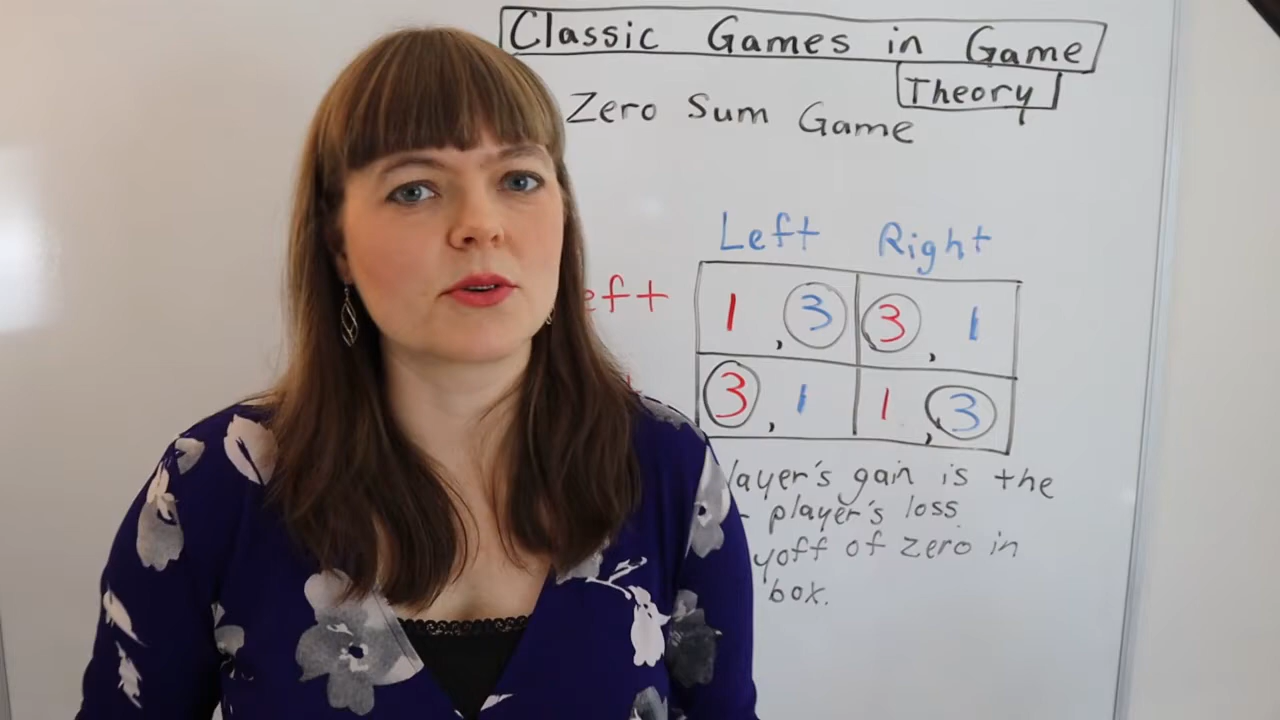 Classic Games in Game
Theory
Zero Sum Game
Left Right
eft 1, 3 3, 1
3, 1 1, 3
layer's gain is the
player's loss
yoff of zero in
box.